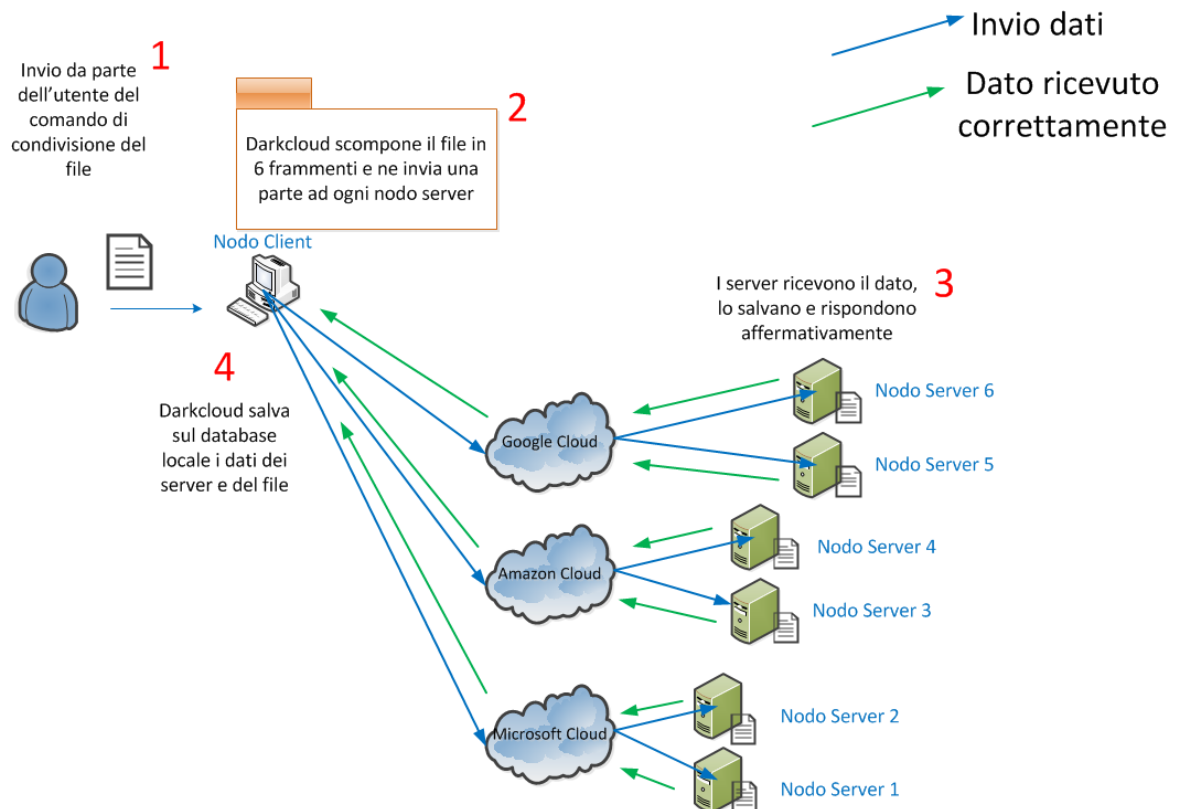 1
Invio da parte
dell'utente del
comando di
condivisione del
file
2
Darkcloud scompone il file in
6 frammenti e ne invia una
parte ad ogni nodo server
Invio dati
Dato ricevuto
correttamente
Nodo Client
I server ricevono il dato,
lo salvano e rispondono
affermativamente
3
4
Darkcloud salva
sul database
locale i dati dei
server e del file
Google Cloud
Nodo Server 6
Nodo Server 5
Amazon Cloud
Nodo Server 4
Nodo Server 3
Microsoft Cloud
Nodo Server 2
Nodo Server 1